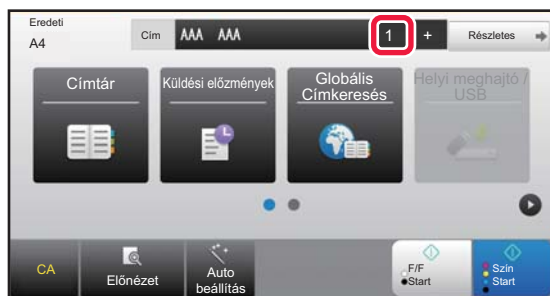 Eredeti
A4
Cím AAA AAA 1 + Részletes
Címtár
Küldési előzmények
Globális
Címkeresés
Helyi meghajtó /
USB
CA
Előnézet
Auto
beállítás
F/F
Start
Szín
Start